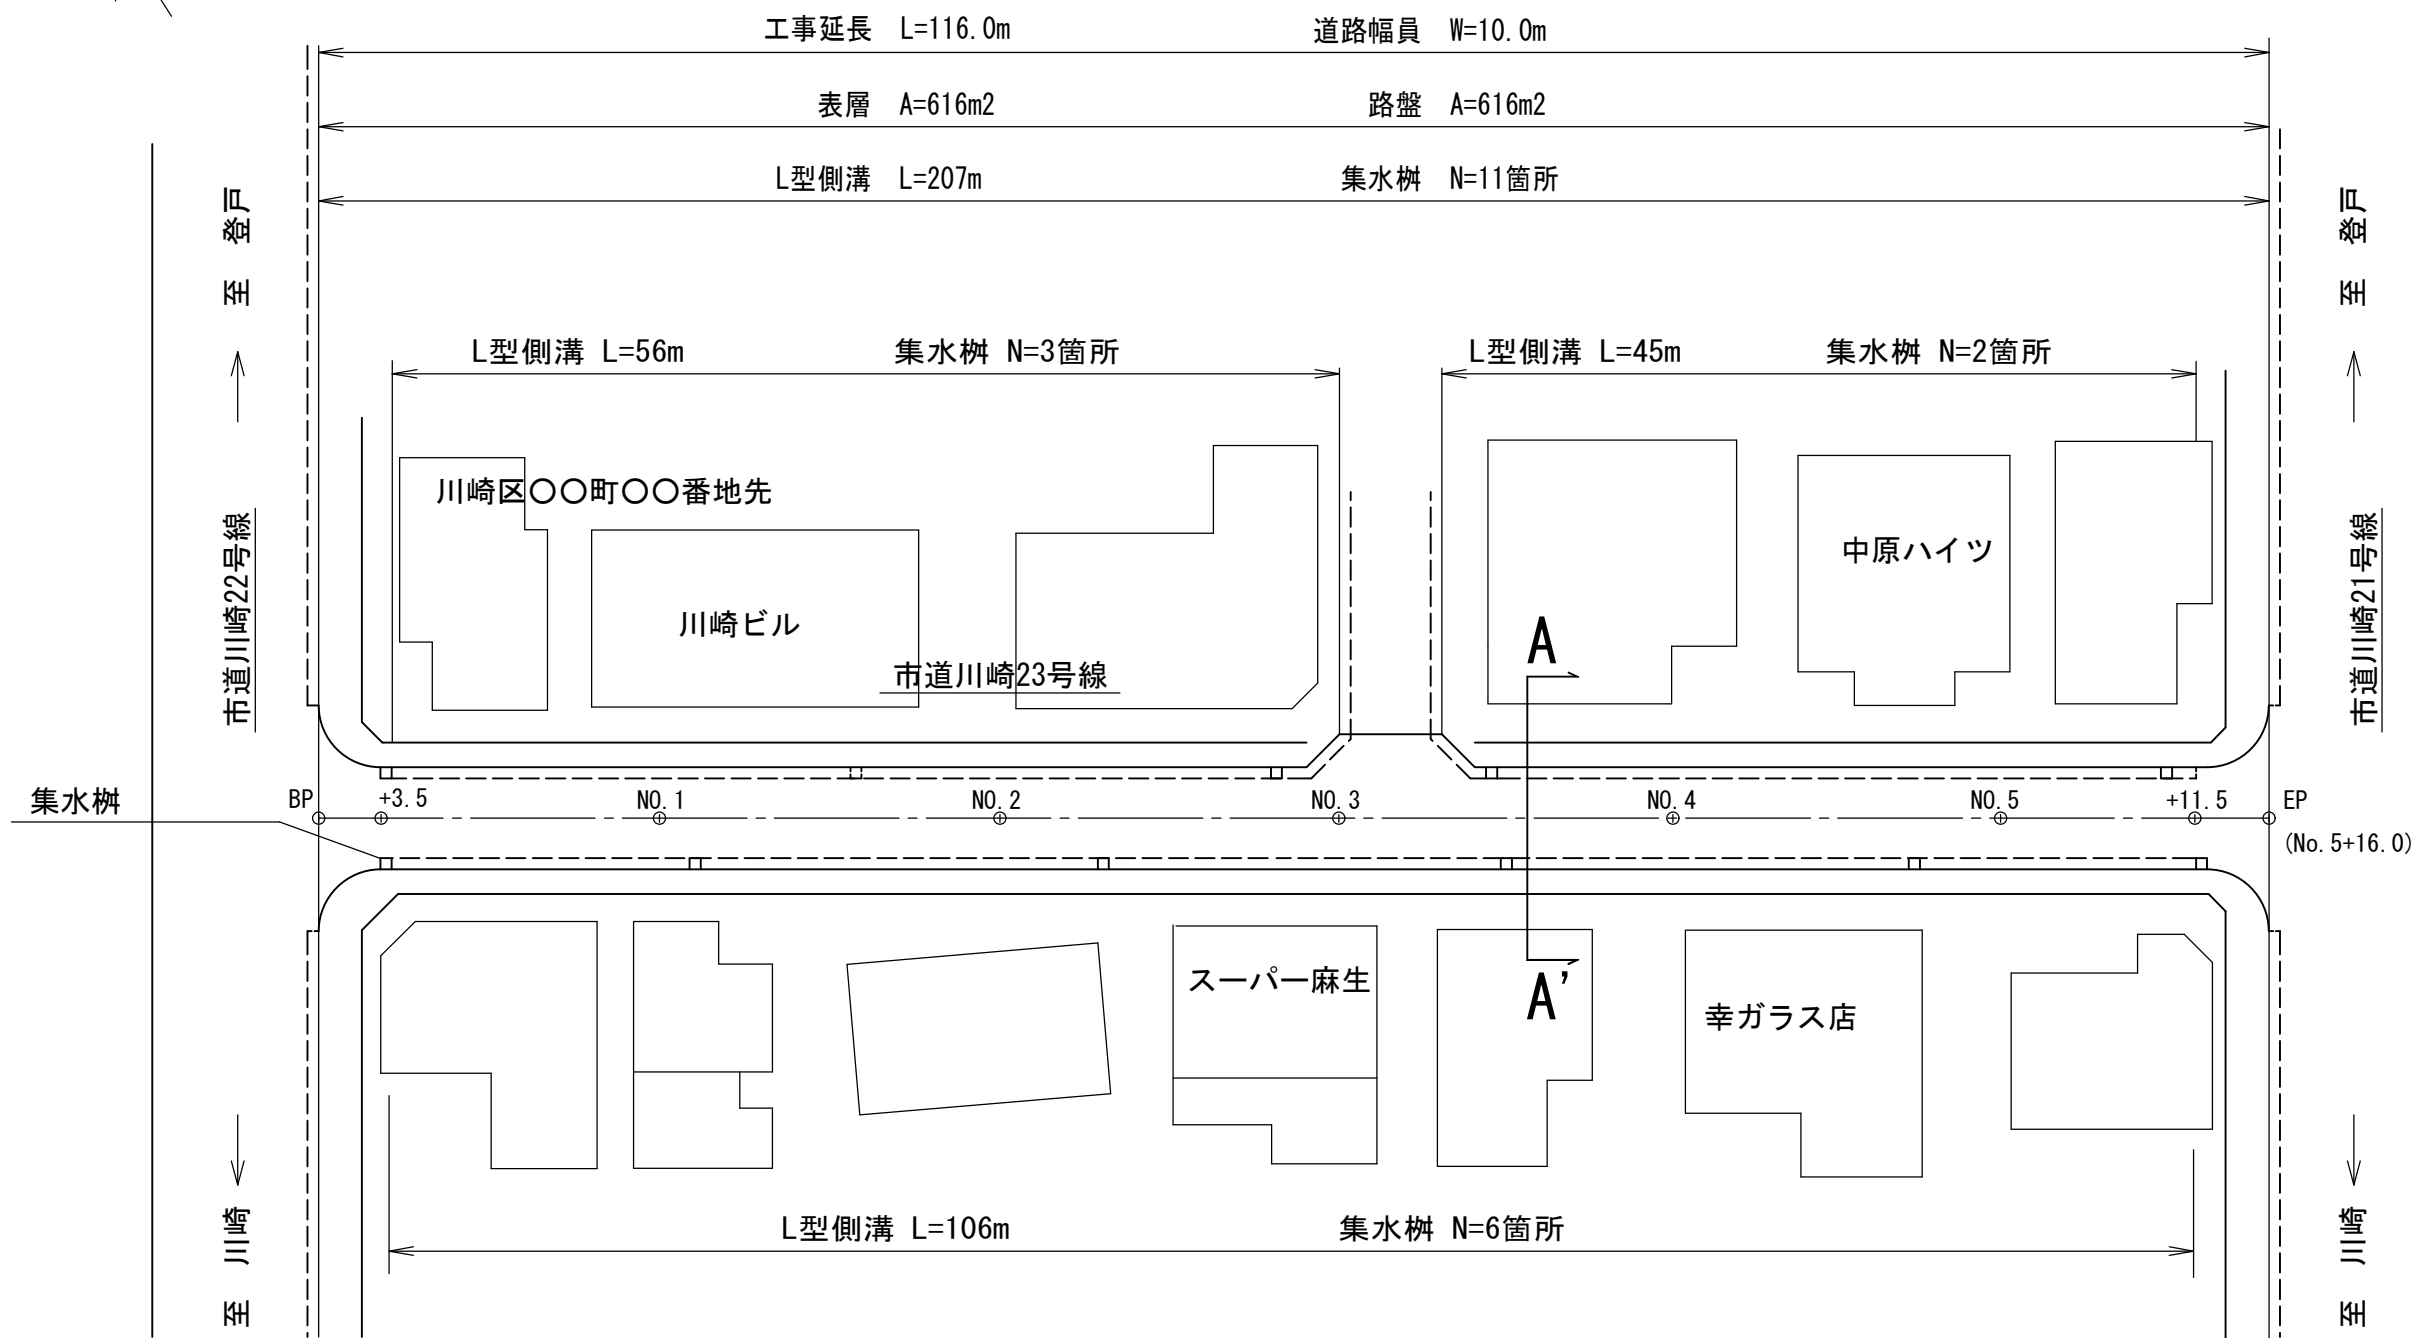 工事延長 L=116.0m 道路幅員 W=10.0m
表層 A=616m2 路盤 A=616m2
L型側溝 L=207m 集水桝 N=11箇所
至 登戸
至 登戸
L型側溝 L=56m 集水桝 N=3箇所
L型側溝 L=45m 集水桝 N=2箇所
川崎区〇〇町〇〇番地先
中原ハイツ
市道川崎22号線
市道川崎21号線
川崎ビル
A
市道川崎23号線
集水桝
BP +3.5 NO.1 NO.2 NO.3 NO.4 NO.5 +11.5 EP
(No.5+16.0)
スーパー麻生
A'
幸ガラス店
L型側溝 L=106m 集水桝 N=6箇所
至 川崎
至 川崎